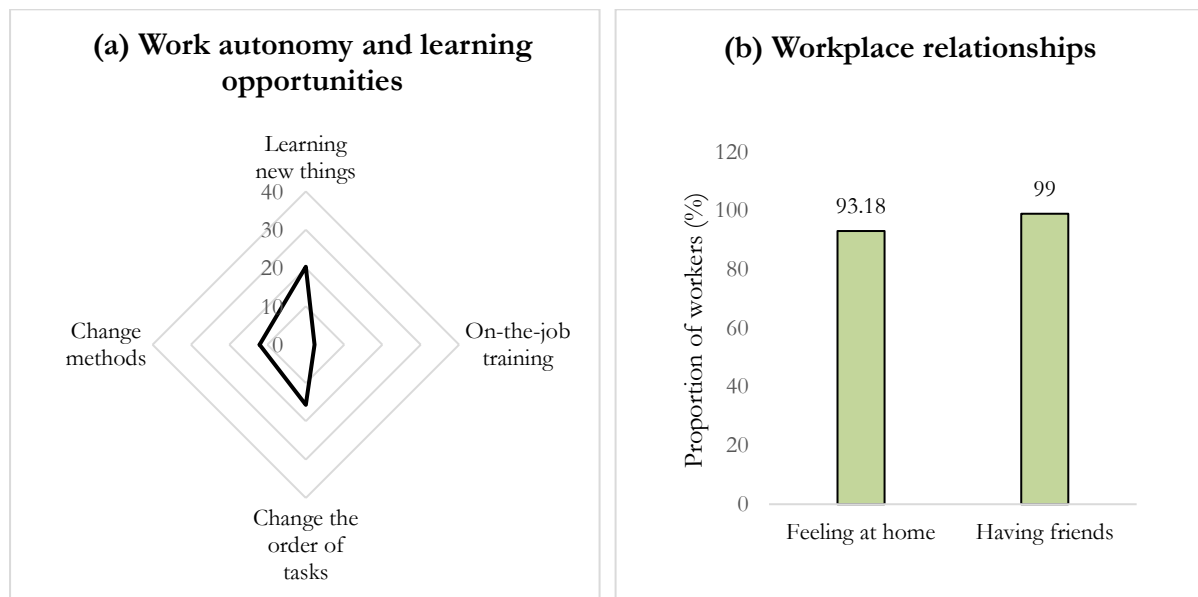 (a) Work autonomy and learning
opportunities
Learning
new things
40
30
20
10
0
Change
methods
On-the-job
training
Change the
order of
tasks
(b) Workplace relationships
Proportion of workers (%)
120
100
80
60
40
20
0
93.18
99
Feeling at home
Having friends